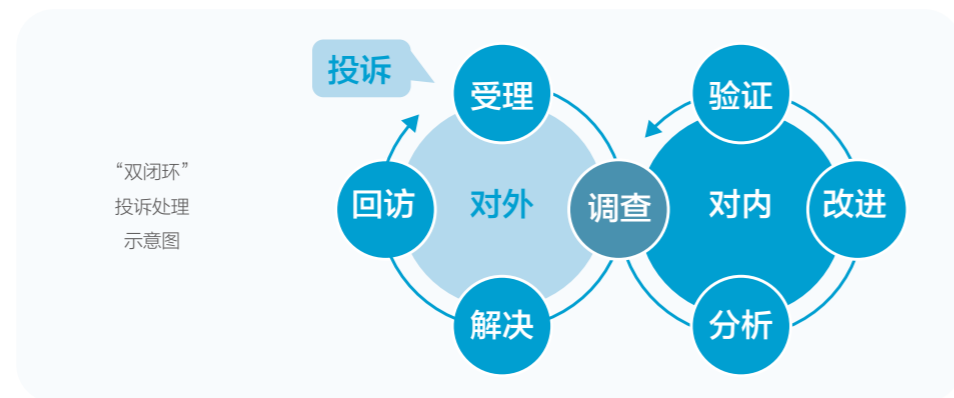 “双闭环”
投诉处理
示意图
投诉
受理
验证
回访
对外
调查
对内
改进
解决
分析